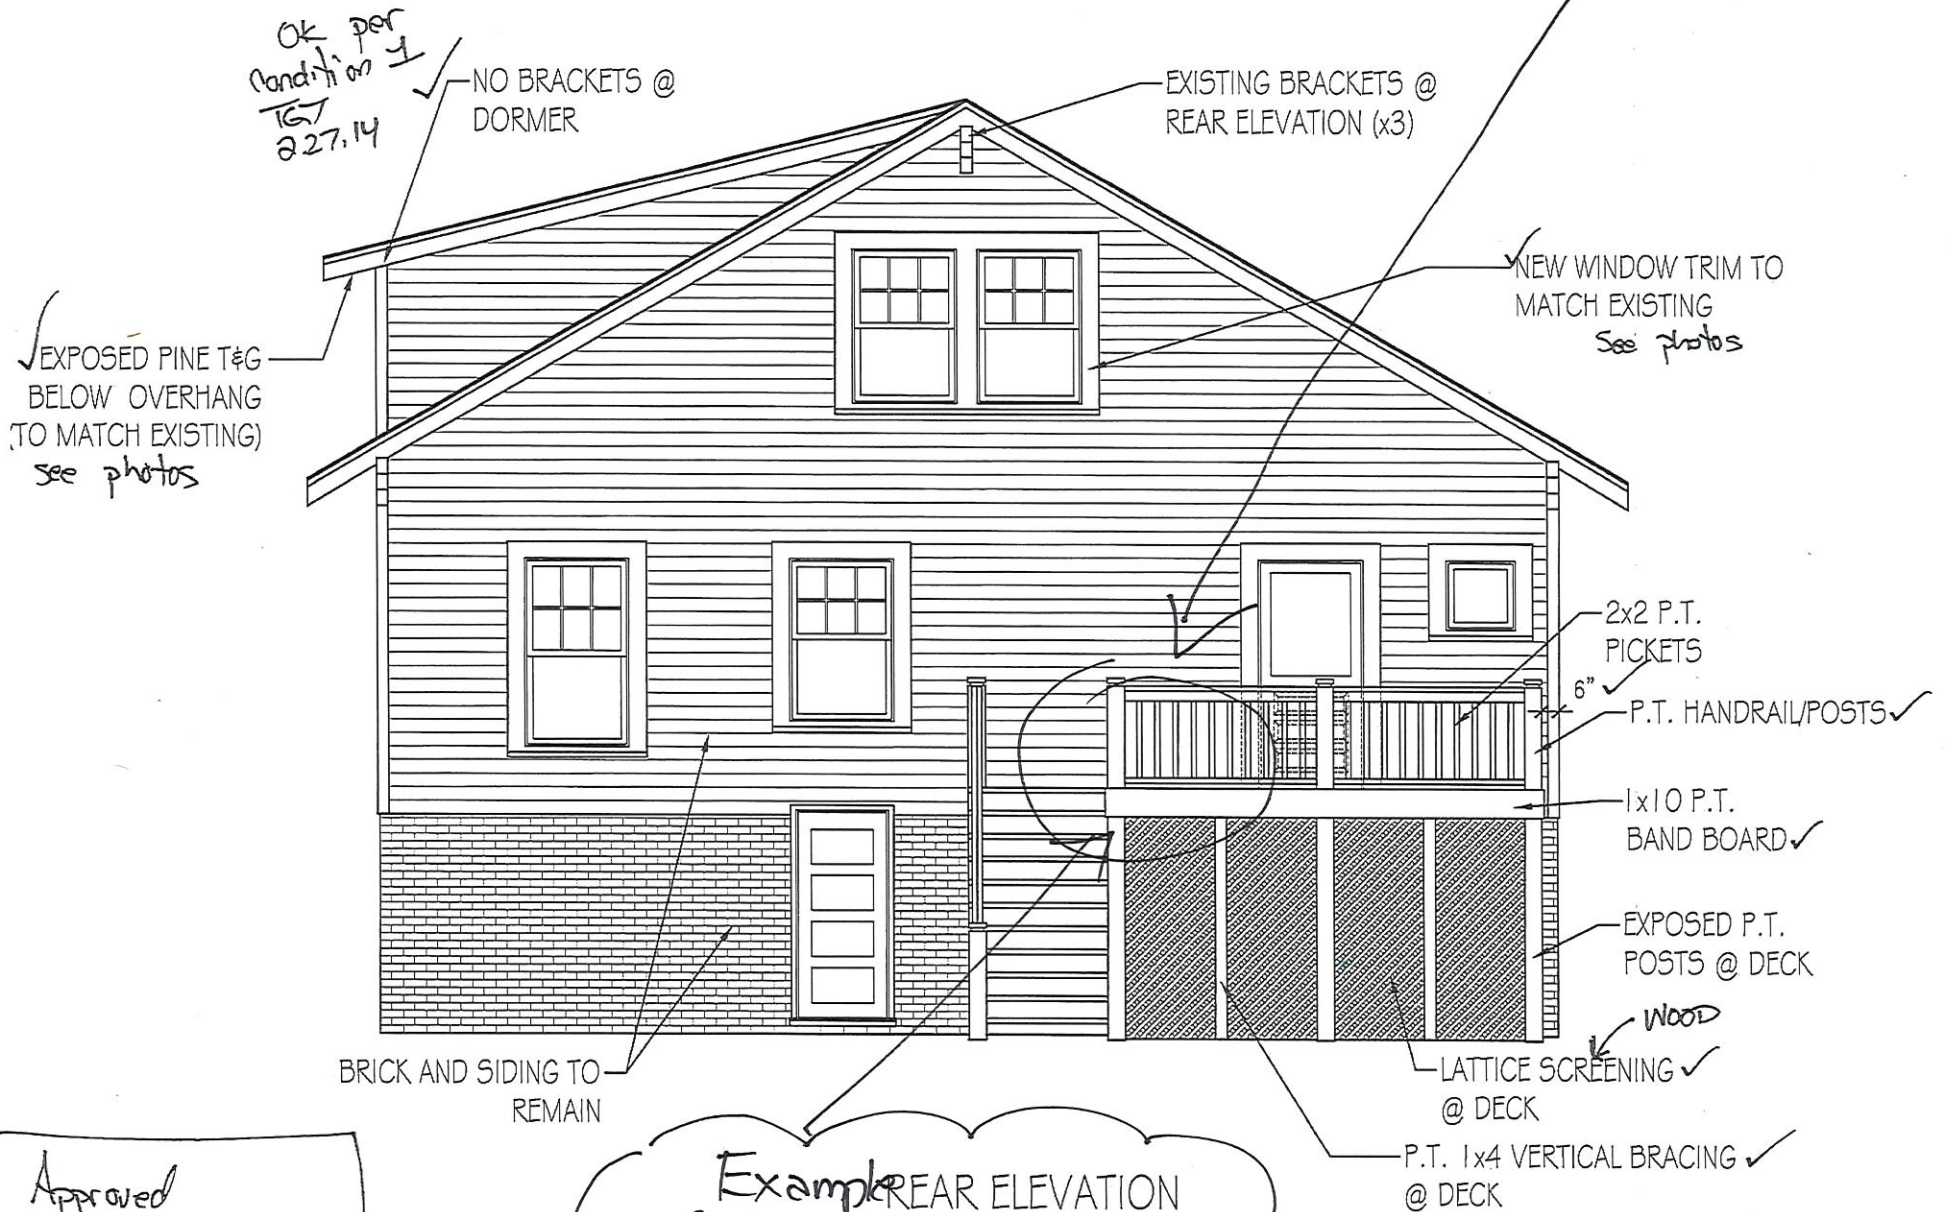 Ok per
Condition 1
TGJ
227.14
NO BRACKETS @
DORMER
EXISTING BRACKETS @
REAR ELEVATION (x3)
NEW WINDOW TRIM TO
MATCH EXISTING
See photos
EXPOSED PINE T&G
BELOW OVERHANG
(TO MATCH EXISTING)
see photos
2x2 P.T.
PICKETS
6"
P.T. HANDRAIL/POSTS
1x10 P.T.
BAND BOARD
EXPOSED P.T.
POSTS @ DECK
WOOD
LATTICE SCREENING
@ DECK
BRICK AND SIDING TO
REMAIN
P.T. 1x4 VERTICAL BRACING
@ DECK
Approved
Example
REAR ELEVATION